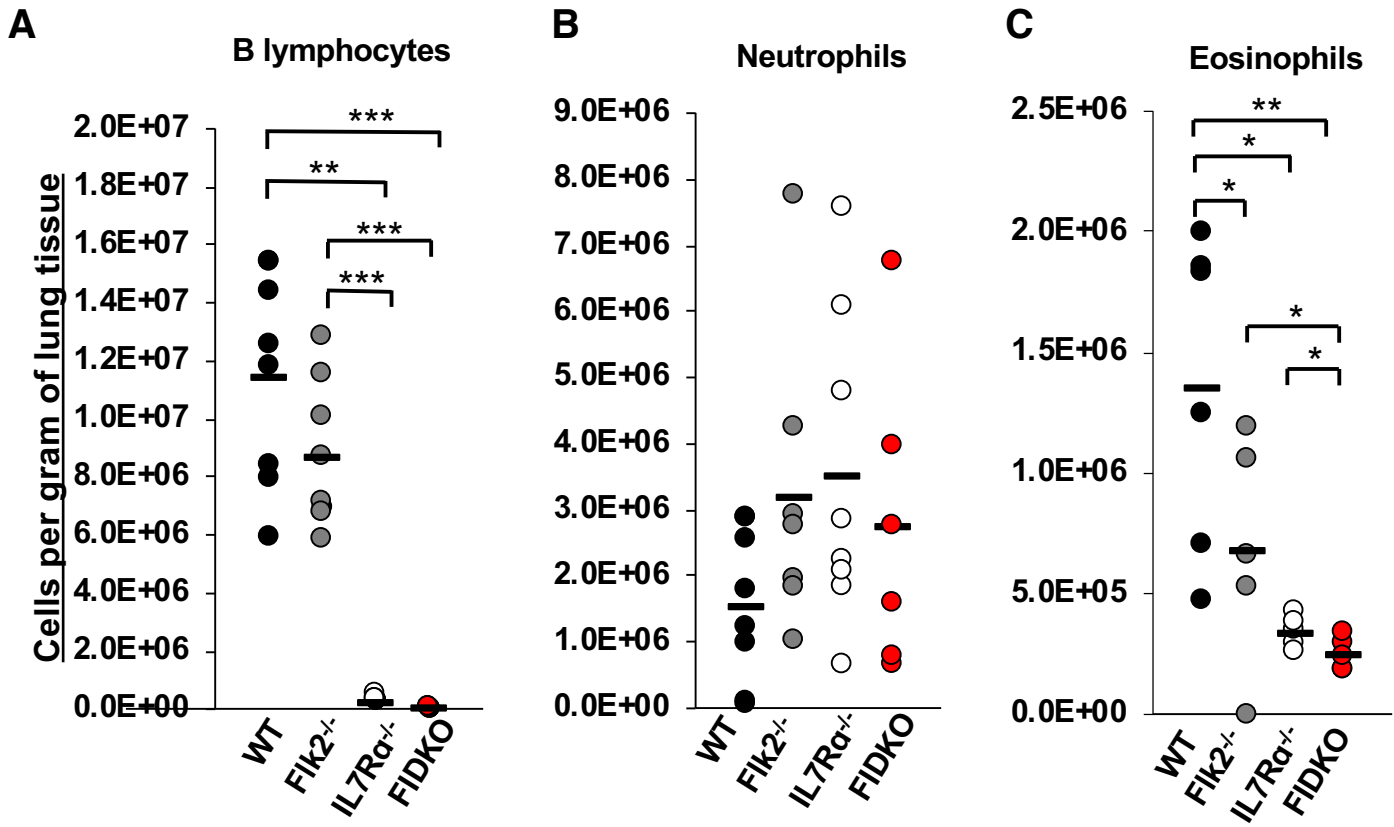 A
B lymphocytes
Cells per gram of lung tissue
2.0E+07
1.8E+07
1.6E+07
1.4E+07
1.2E+07
1.0E+07
8.0E+06
6.0E+06
4.0E+06
2.0E+06
0.0E+00
***
**
***
***
WT
Flk2-/-
IL7Rα-/-
FIDKO
B
Neutrophils
9.0E+06
8.0E+06
7.0E+06
6.0E+06
5.0E+06
4.0E+06
3.0E+06
2.0E+06
1.0E+06
0.0E+00
WT
Flk2-/-
IL7Rα-/-
FIDKO
C
Eosinophils
2.5E+06
2.0E+06
1.5E+06
1.0E+06
5.0E+05
0.0E+00
**
*
*
*
*
WT
Flk2-/-
IL7Rα-/-
FIDKO